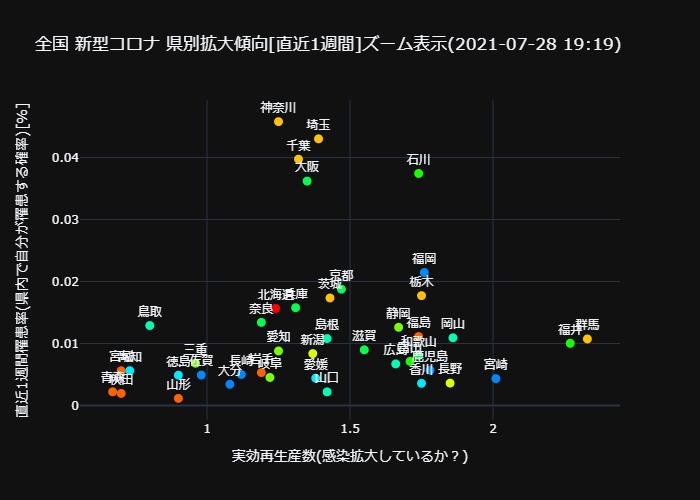 全国 新型コロナ 県別拡大傾向[直近1週間]ズーム表示(2021-07-28 19:19)
直近1週間罹患率(県内で自分が罹患する確率)[%]
神奈川
埼玉
千葉
大阪
石川
0.04
0.03
福岡
京都
栃木
茨城
0.02
北海道
兵庫
奈良
鳥取
静岡
島根
福島
岡山
群馬
福井
愛知
滋賀
新潟
和歌山
0.01
三重
広島
宮城
高知
徳島
佐賀
長崎
岩手
岐阜
愛媛
鹿児島
大分
香川
長野
宮崎
青森
秋田
山形
山口
0
1
1.5
2
実効再生産数(感染拡大しているか？)